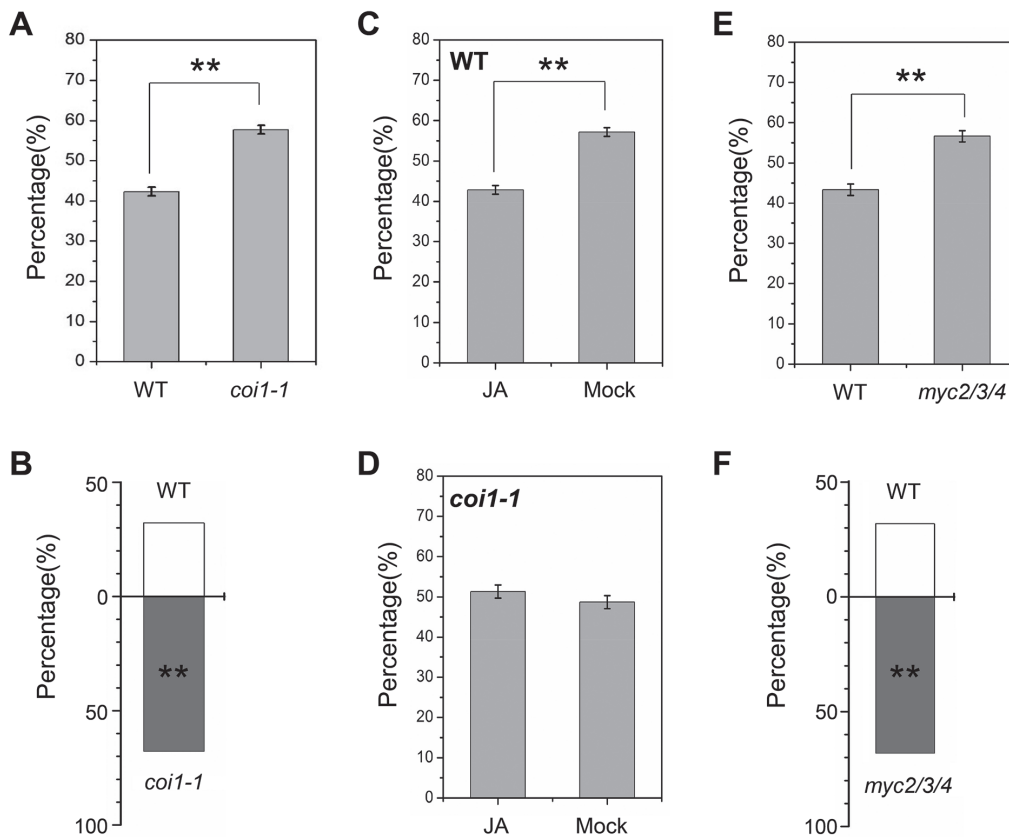 A
Percentage(%)
80
70
60
50
40
30
20
10
0
**
WT
coi1-1
C
Percentage(%)
80
70
60
50
40
30
20
10
0
WT
**
JA
Mock
E
Percentage(%)
80
70
60
50
40
30
20
10
0
**
WT
myc2/3/4
B
Percentage(%)
50
0
50
100
WT
**
coi1-1
D
Percentage(%)
80
70
60
50
40
30
20
10
0
coi1-1
JA
Mock
F
Percentage(%)
50
0
50
100
WT
**
myc2/3/4